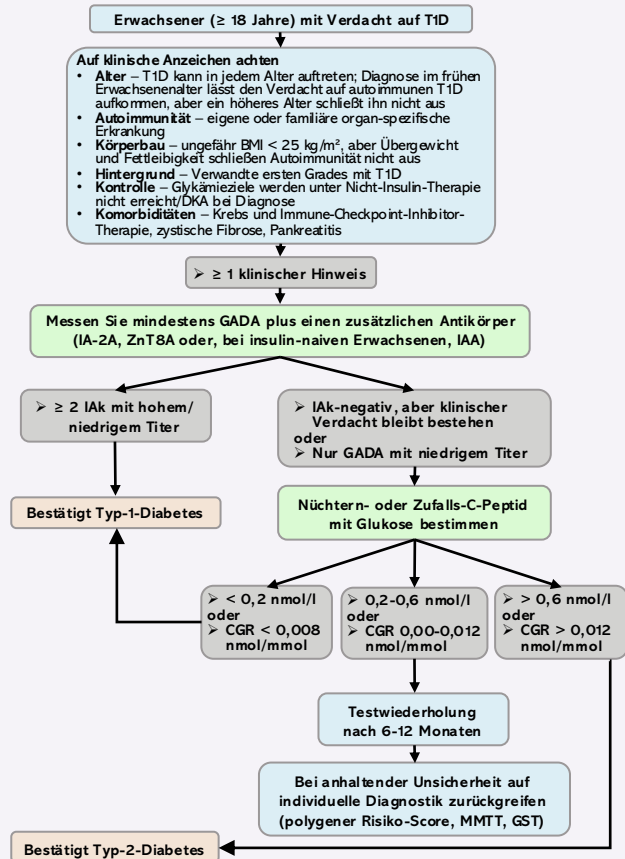 Erwachsener (≥ 18 Jahre) mit Verdacht auf T1D
Auf klinische Anzeichen achten
• Alter – T1D kann in jedem Alter auftreten; Diagnose im frühen
Erwachsenenalter lässt den Verdacht auf autoimmunen T1D
aufkommen, aber ein höheres Alter schließt ihn nicht aus
• Autoimmunität – eigene oder familiäre organ-spezifische
Erkrankung
• Körperbau – ungefähr BMI < 25 kg/m², aber Übergewicht
und Fettleibigkeit schließen Autoimmunität nicht aus
• Hintergrund – Verwandte ersten Grades mit T1D
• Kontrolle – Glykämieziele werden unter Nicht-Insulin-Therapie
nicht erreicht/DKA bei Diagnose
• Komorbiditäten – Krebs und Immune-Checkpoint-Inhibitor-
Therapie, zystische Fibrose, Pankreatitis
➢ ≥ 1 klinischer Hinweis
Messen Sie mindestens GADA plus einen zusätzlichen Antikörper
(IA-2A, ZnT8A oder, bei insulin-naiven Erwachsenen, IAA)
➢ ≥ 2 IAk mit hohem/
niedrigem Titer
➢ IAk-negativ, aber klinischer
Verdacht bleibt bestehen
oder
➢ Nur GADA mit niedrigem Titer
Bestätigt Typ-1-Diabetes
Nüchtern- oder Zufalls-C-Peptid
mit Glukose bestimmen
➢ < 0,2 nmol/l
oder
➢ CGR < 0,008
nmol/mmol
➢ 0,2-0,6 nmol/l
oder
➢ CGR 0,00-0,012
nmol/mmol
➢ > 0,6 nmol/l
oder
➢ CGR > 0,012
nmol/mmol
Testwiederholung
nach 6-12 Monaten
Bei anhaltender Unsicherheit auf
individuelle Diagnostik zurückgreifen
(polygener Risiko-Score, MMTT, GST)
Bestätigt Typ-2-Diabetes